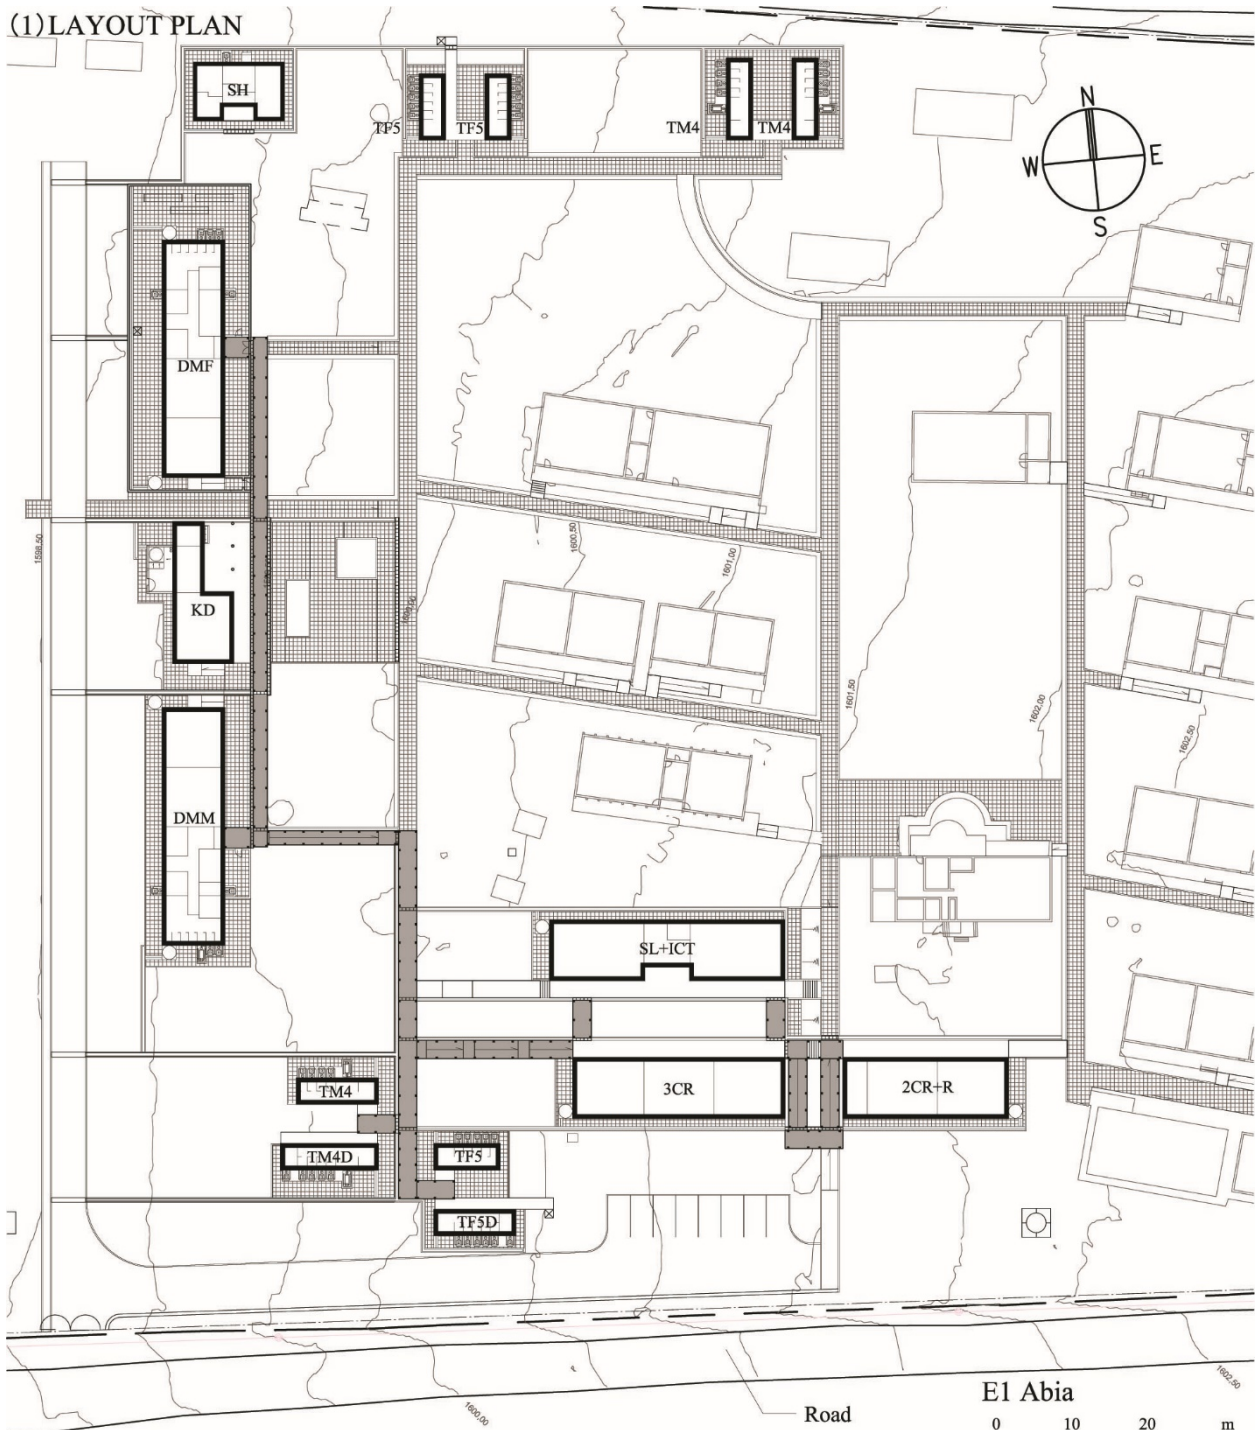 (1)LAYOUT PLAN
SH
TF5
TF5
TM4
TM4
N
W
E
S
DMF
1598,50
KD
1600,50
1601,00
1601,50
1602,00
1602,50
DMM
SL+ICT
3CR
2CR+R
TM4
TM4D
TF5
TF5D
1600,00
1602,50
E1 Abia
Road
0 10 20 m